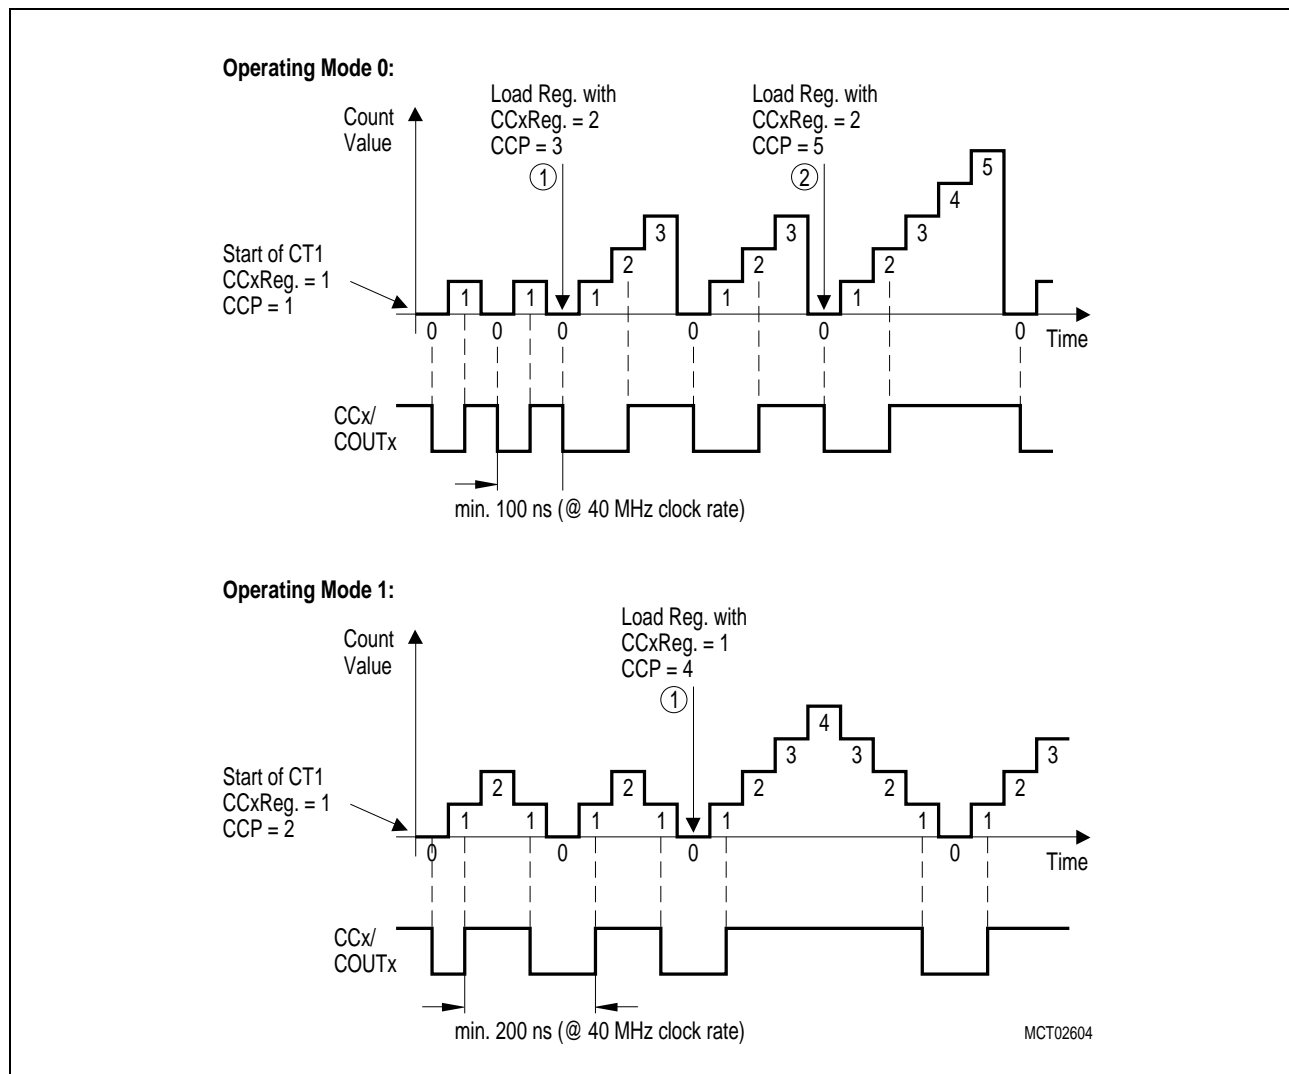 Operating Mode 0:
Load Reg. with
CCxReg. = 2
CCP = 3
1
Load Reg. with
CCxReg. = 2
CCP = 5
2
Count
Value
Start of CT1
CCxReg. = 1
CCP = 1
5
4
3 3 3
2 2 2
1 1 1 1 1
0 0 0 0 0 0
Time
CCx/
COUTx
min. 100 ns (@ 40 MHz clock rate)
Operating Mode 1:
Load Reg. with
CCxReg. = 1
CCP = 4
1
Count
Value
Start of CT1
CCxReg. = 1
CCP = 2
4
3 3 3
2 2 2 2 2
1 1 1 1 1 1 1
0 0 0 0
Time
CCx/
COUTx
min. 200 ns (@ 40 MHz clock rate)
MCT02604